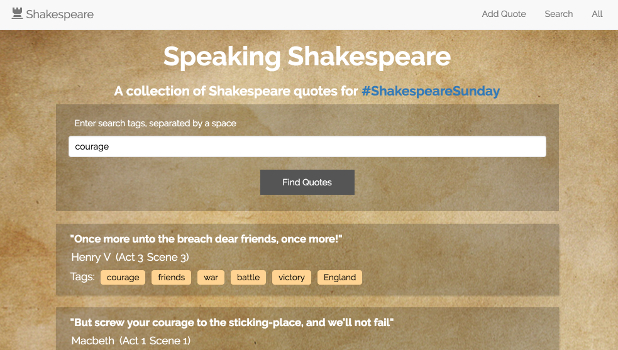 Shakespeare Add Quote Search All
Speaking Shakespeare
A collection of Shakespeare quotes for #ShakespeareSunday
Enter search tags, separated by a space
courage
Find Quotes
"Once more unto the breach dear friends, once more!"
Henry V (Act 3 Scene 3)
Tags: courage friends war battle victory England
"But screw your courage to the sticking-place, and we'll not fail"
Macbeth (Act 1 Scene 1)